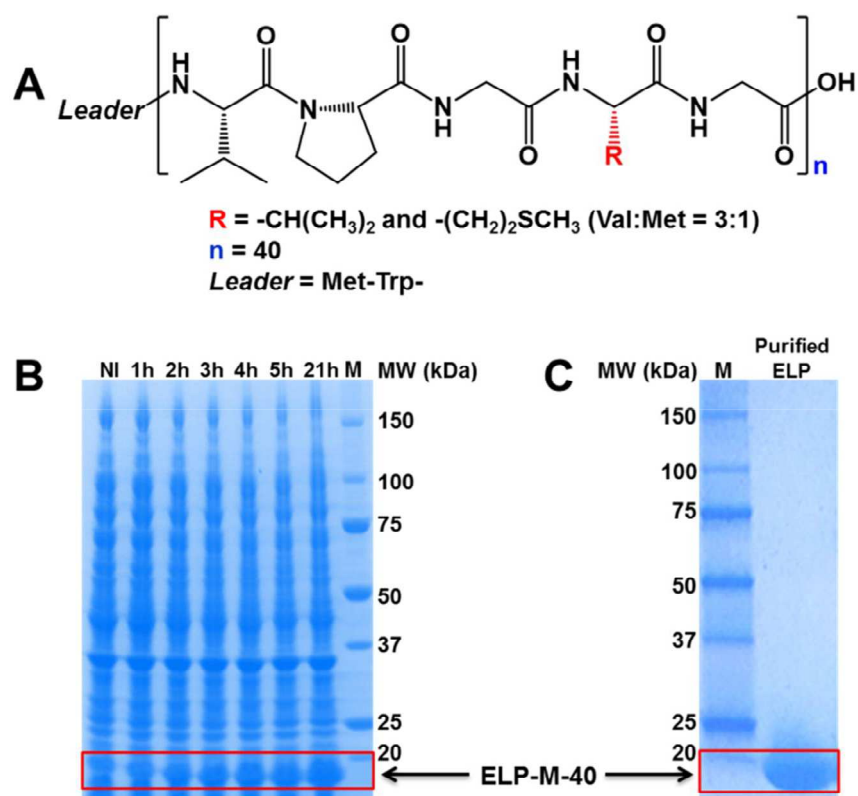 A
Leader
H
N
O
N
O
N
H
O
H
N
R
O
N
H
O
OH
n
R = -CH(CH₃)₂ and -(CH₂)₂SCH₃ (Val:Met = 3:1)
n = 40
Leader = Met-Trp-
B
NI 1h 2h 3h 4h 5h 21h M MW (kDa)
150
100
75
50
37
25
20
C
Purified
MW (kDa) M ELP
150
100
75
50
37
25
20
ELP-M-40